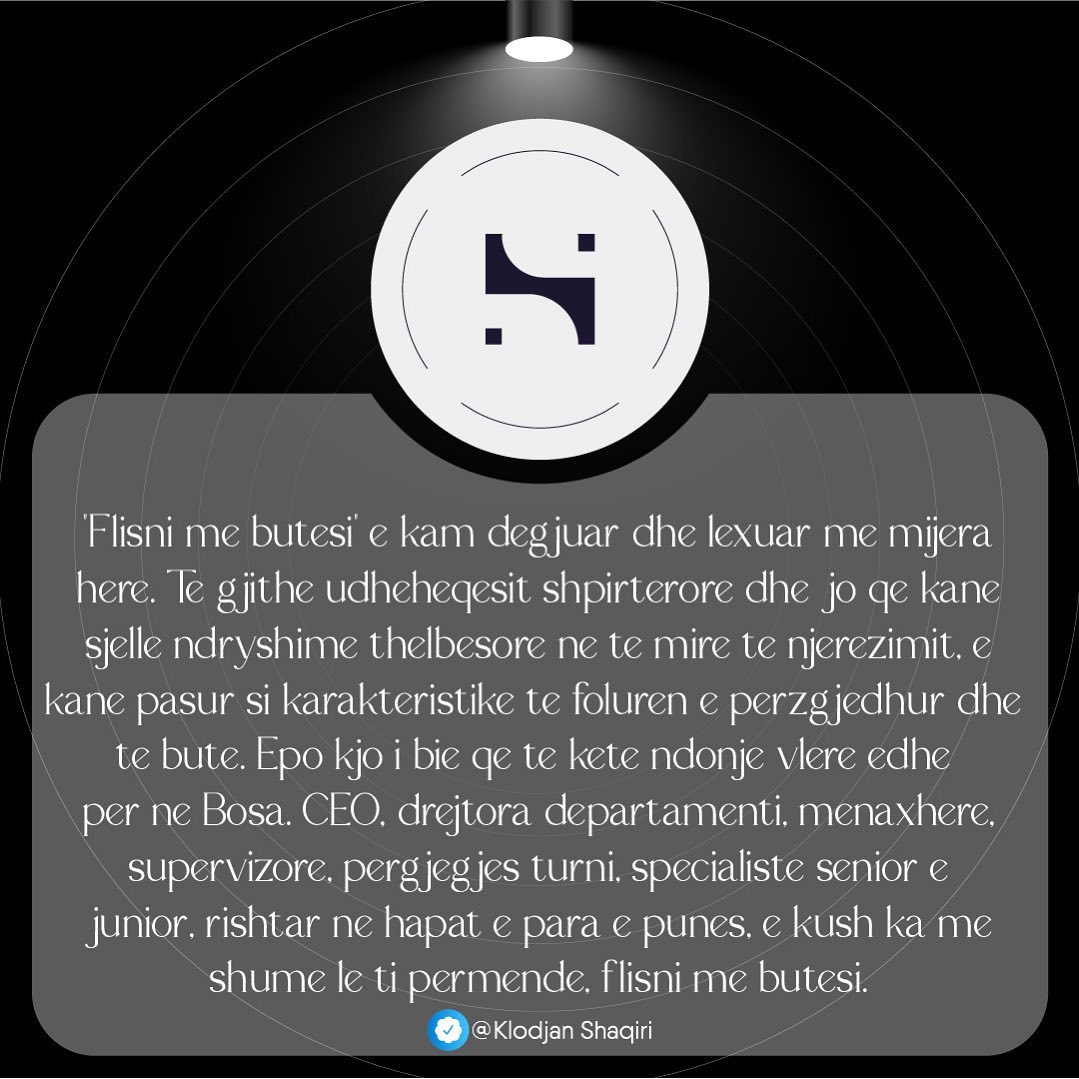 'Flisni me butesi' e kam degjuar dhe lexuar me mijera
here. Te gjithe udheheqesit shpirterore dhe jo qe kane
sjelle ndryshime thelbesore ne te mire te njerezimit, e
kane pasur si karakteristike te foluren e perzgjedhur dhe
te bute. Epo kjo i bie qe te kete ndonje vlere edhe
per ne Bosa. CEO, drejtora departamenti, menaxhere,
supervizore, pergjegjes turni, specialiste senior e
junior, rishtar ne hapat e para e punes, e kush ka me
shume le ti permende, flisni me butesi.
@Klodjan Shaqiri